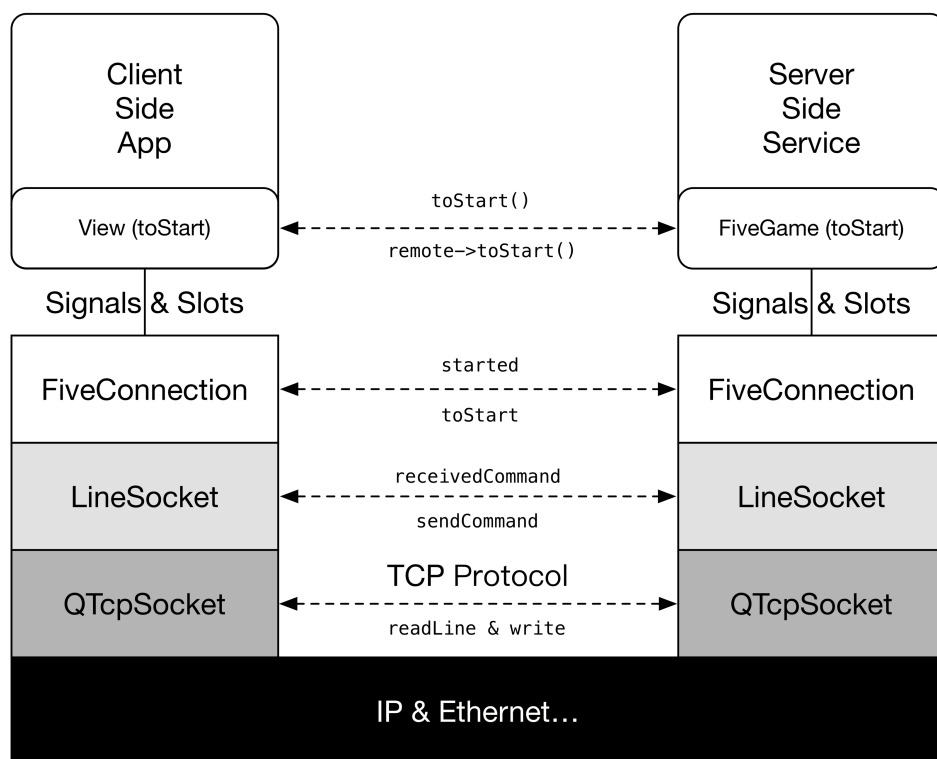 Client
Side
App
Server
Side
Service
toStart()
View (toStart)
FiveGame (toStart)
remote->toStart()
Signals & Slots
Signals & Slots
started
FiveConnection
FiveConnection
toStart
receivedCommand
LineSocket
LineSocket
sendCommand
TCP Protocol
QTcpSocket
QTcpSocket
readLine & write
IP & Ethernet…